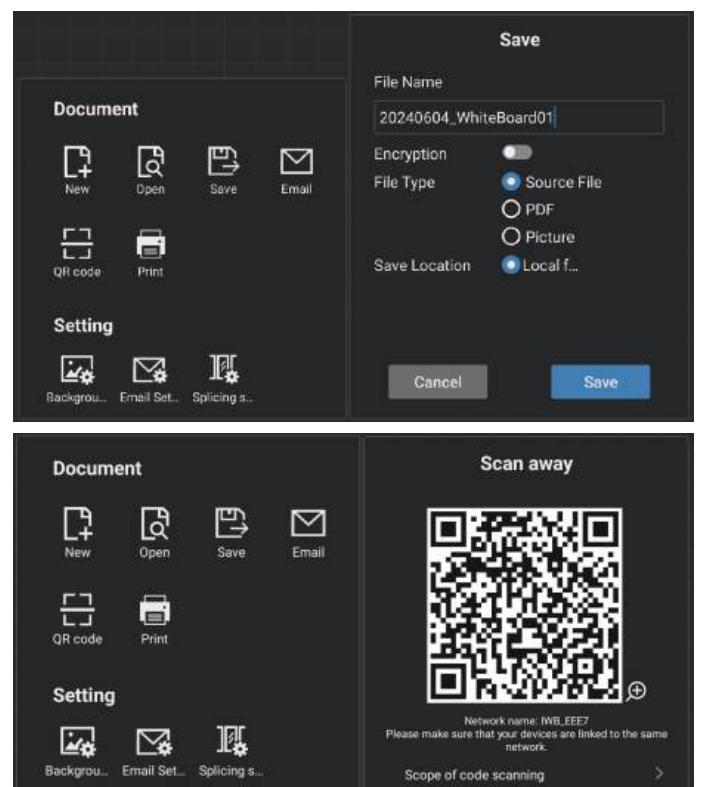 Document
New Open Save Email
QR code Print
Setting
Backgrou... Email Set... Splicing s...
Save
File Name
20240604_WhiteBoard01
Encryption
File Type Source File
PDF
Picture
Save Location Local f...
Cancel Save
Document
New Open Save Email
QR code Print
Setting
Backgrou... Email Set... Splicing s...
Scan away
Network name: IWB_EEE7
Please make sure that your devices are linked to the same
network.
Scope of code scanning >